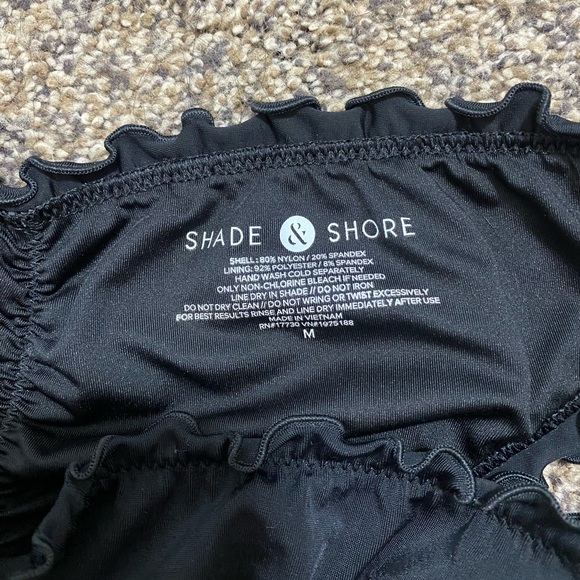 SHADE & SHORE
SHELL: 80% NYLON / 20% SPANDEX
LINING: 92% POLYESTER / 8% SPANDEX
HAND WASH COLD SEPARATELY
ONLY NON-CHLORINE BLEACH IF NEEDED
LINE DRY IN SHADE // DO NOT IRON
DO NOT DRY CLEAN // DO NOT WRING OR TWIST EXCESSIVELY
FOR BEST RESULTS RINSE AND LINE DRY IMMEDIATELY AFTER USE
MADE IN VIETNAM
RN#17730 VN#1975188
M